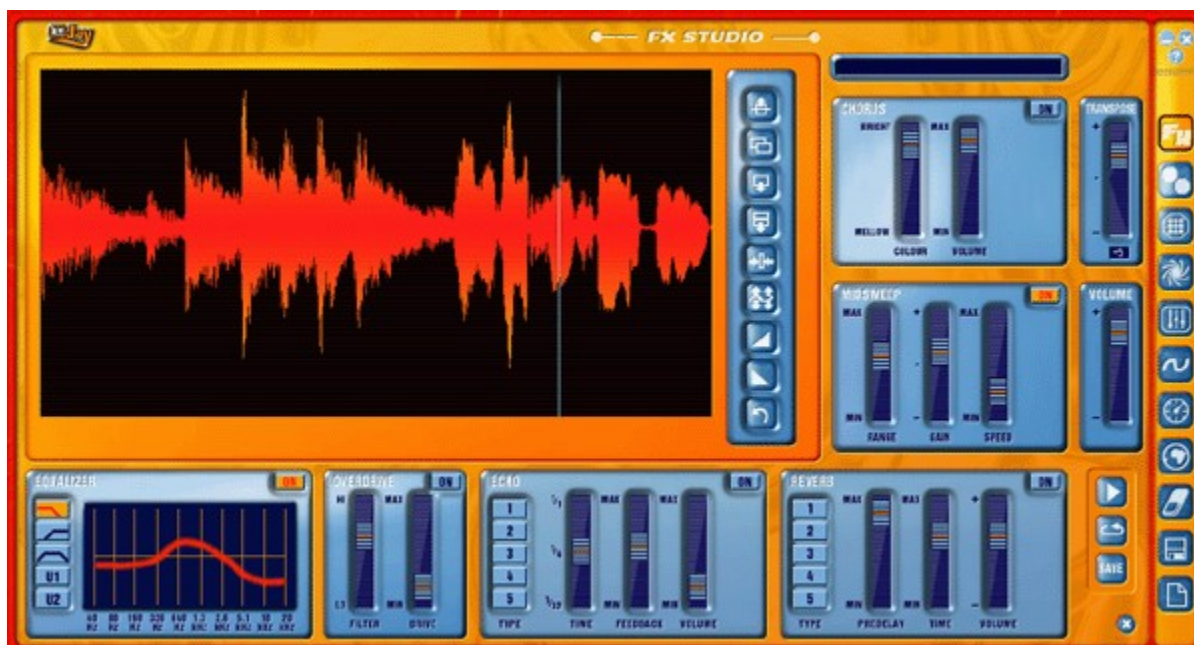 eJay
FX STUDIO
CHORUS
ON
TRANSPOSE
BRIGHT
MAX
+
-
MELLOW
MIN
-
COLOUR
VOLUME
MIDSWEEP
ON
VOLUME
MAX
+
MAX
+
-
MIN
-
MIN
-
RANGE
GAIN
SPEED
EQUALIZER
ON
OVERDRIVE
ON
ECHO
ON
REVERB
ON
HI
MAX
1
2
3
4
5
1/1
MAX
MAX
1
2
3
4
5
MAX
MAX
+
U1
U2
LO
MIN
MIN
MIN
MIN
MIN
-
40 80 160 320 640 1.3 2.6 5.1 10 20
HZ HZ HZ HZ HZ KHZ KHZ KHZ KHZ KHZ
FILTER
DRIVE
TYPE
TIME
FEEDBACK
VOLUME
TYPE
PREDELAY
TIME
VOLUME
SAVE
FX